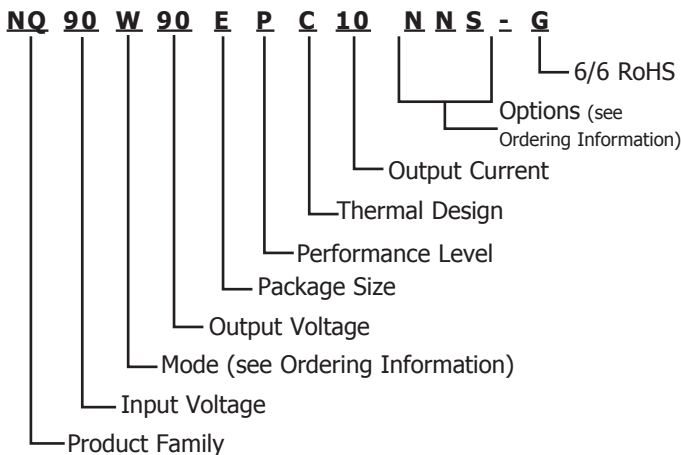 NQ 90 W 90 E P C 10 N N S - G
6/6 RoHS
Options (see
Ordering Information)
Output Current
Thermal Design
Performance Level
Package Size
Output Voltage
Mode (see Ordering Information)
Input Voltage
Product Family